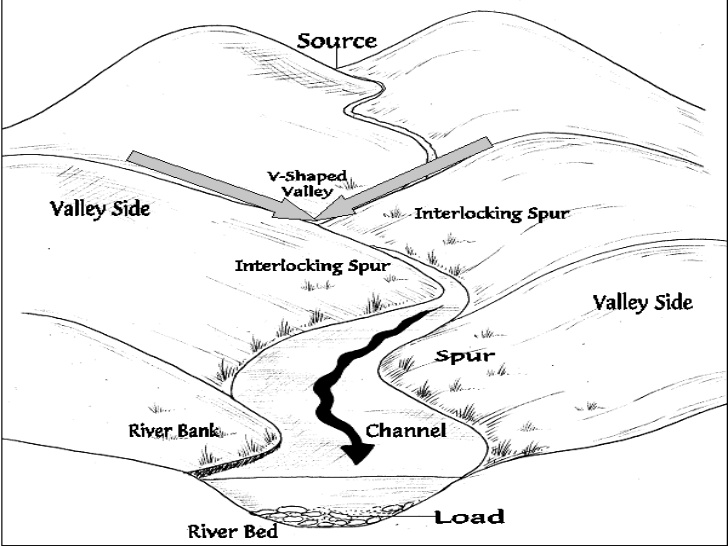 Source
V-Shaped
Valley
Valley Side
Interlocking Spur
Interlocking Spur
Valley Side
Spur
River Bank
Channel
Load
River Bed